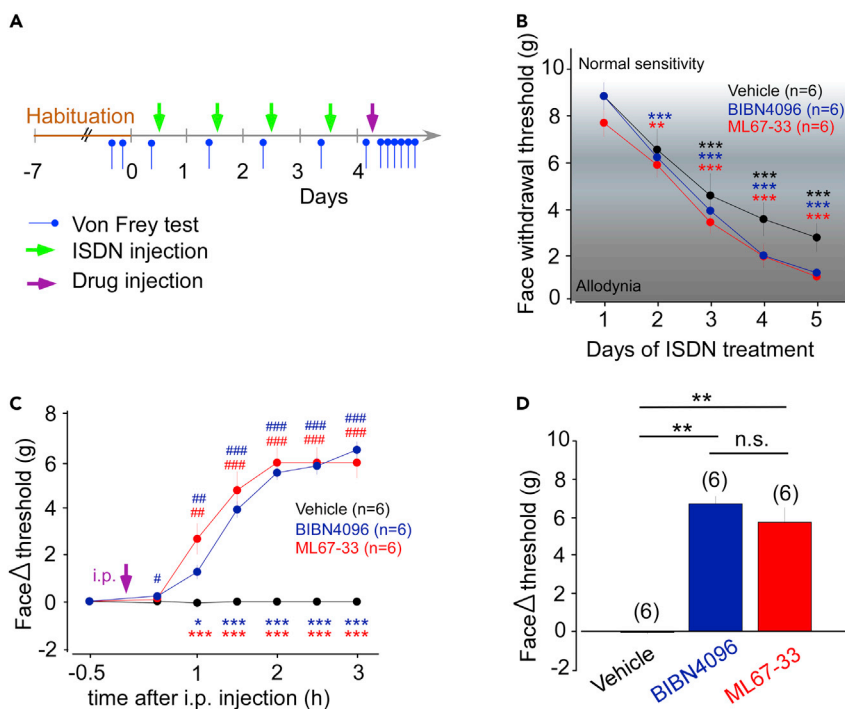 A
Habituation
-7
0
1
2
3
4
Days
Von Frey test
ISDN injection
Drug injection
B
Face withdrawal threshold (g)
10
8
6
4
2
0
Normal sensitivity
Vehicle (n=6)
BIBN4096 (n=6)
ML67-33 (n=6)
***
**
***
***
***
***
***
***
***
***
***
Allodynia
1
2
3
4
5
Days of ISDN treatment
C
FaceΔ threshold (g)
8
6
4
2
0
-2
i.p.
#
##
##
###
###
###
###
###
###
###
###
Vehicle (n=6)
BIBN4096 (n=6)
ML67-33 (n=6)
* *** *** *** ***
*** *** *** *** ***
-0.5
1
2
3
time after i.p. injection (h)
D
FaceΔ threshold (g)
10
8
6
4
2
0
-2
**
**
n.s.
(6)
(6)
(6)
Vehicle
BIBN4096
ML67-33